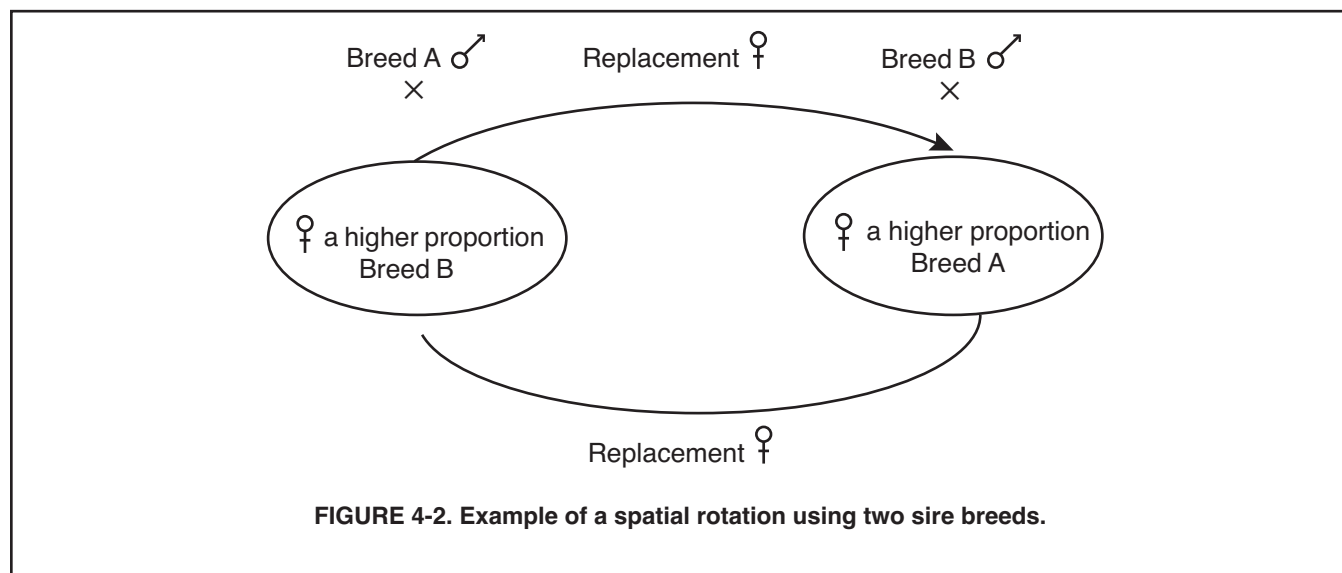 Breed A ♂ Replacement ♀ Breed B ♂
× ×
♀ a higher proportion
Breed B
♀ a higher proportion
Breed A
Replacement ♀
FIGURE 4-2. Example of a spatial rotation using two sire breeds.